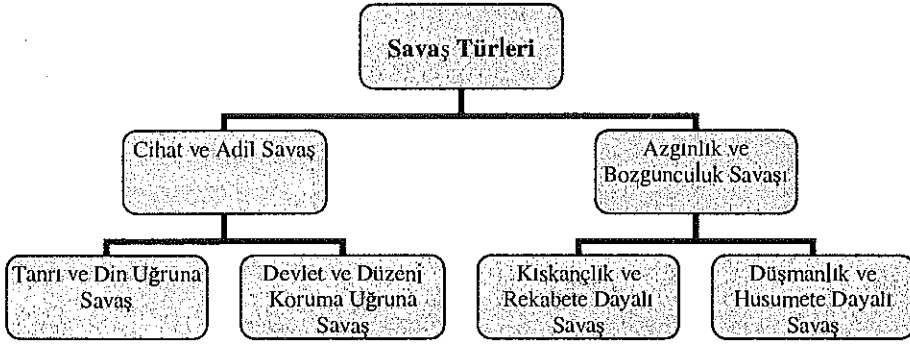 Savaş Türleri
Cihat ve Adil Savaş
Azgınlık ve
Bozgunculuk Savaşı
Tanrı ve Din Uğruna
Savaş
Devlet ve Düzeni
Koruma Uğruna
Savaş
Kıskançlık ve
Rekabete Dayalı
Savaş
Düşmanlık ve
Husumete Dayalı
Savaş